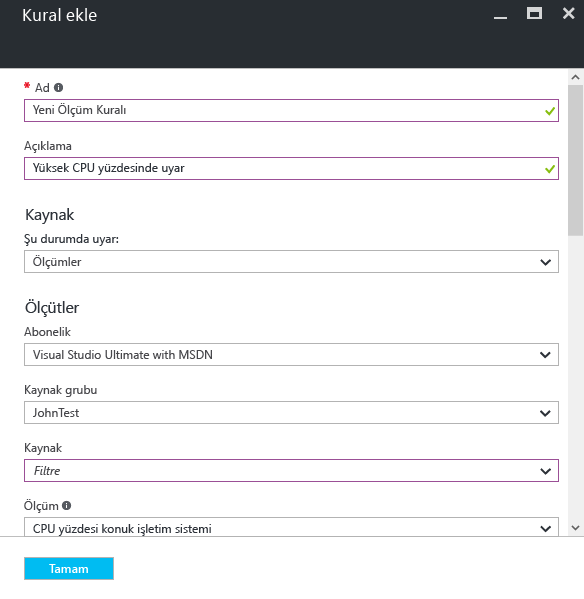 Kural ekle
* Ad
Yeni Ölçüm Kuralı
Açıklama
Yüksek CPU yüzdesinde uyar
Kaynak
Şu durumda uyar:
Ölçümler
Ölçütler
Abonelik
Visual Studio Ultimate with MSDN
Kaynak grubu
JohnTest
Kaynak
Filtre
Ölçüm
CPU yüzdesi konuk işletim sistemi
Tamam